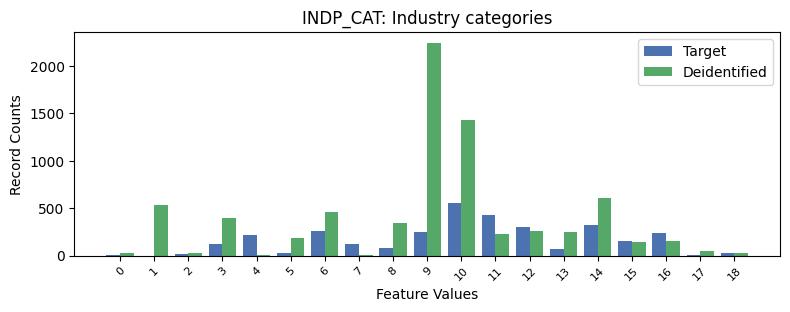 INDP_CAT: Industry categories
Target
Deidentified
Record Counts
2000
1500
1000
500
0
0 1 2 3 4 5 6 7 8 9 10 11 12 13 14 15 16 17 18
Feature Values